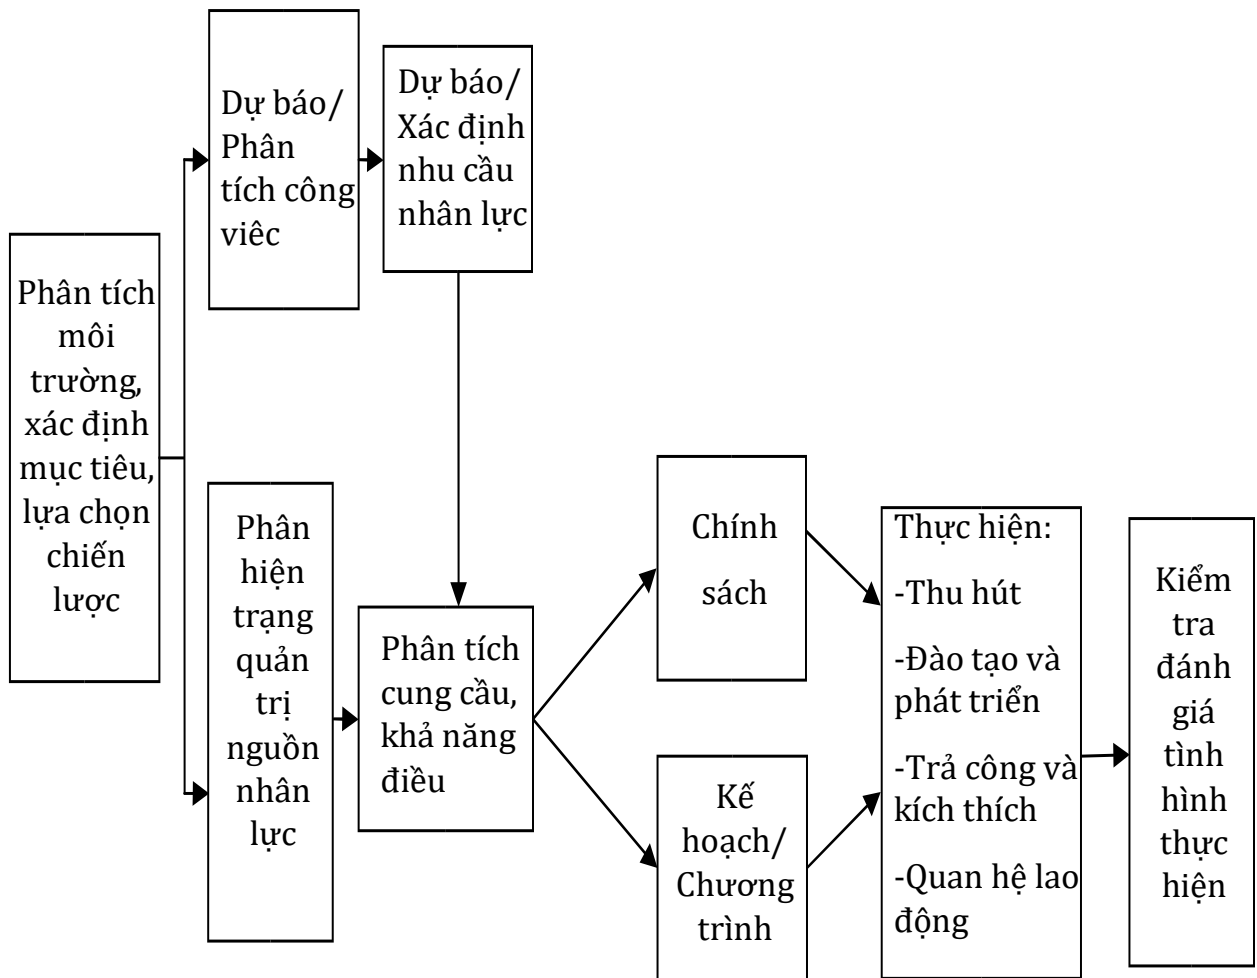 Phân tích
môi
trường,
xác định
mục tiêu,
lựa chọn
chiến
lược
Dự báo/
Phân
tích công
viêc
Dự báo/
Xác định
nhu cầu
nhân lực
Phân
hiện
trạng
quản
trị
nguồn
nhân
lực
Phân tích
cung cầu,
khả năng
điều
Chính
sách
Kế
hoạch/
Chương
trình
Thực hiện:
-Thu hút
-Đào tạo và
phát triển
-Trả công và
kích thích
-Quan hệ lao
động
Kiểm
tra
đánh
giá
tình
hình
thực
hiện